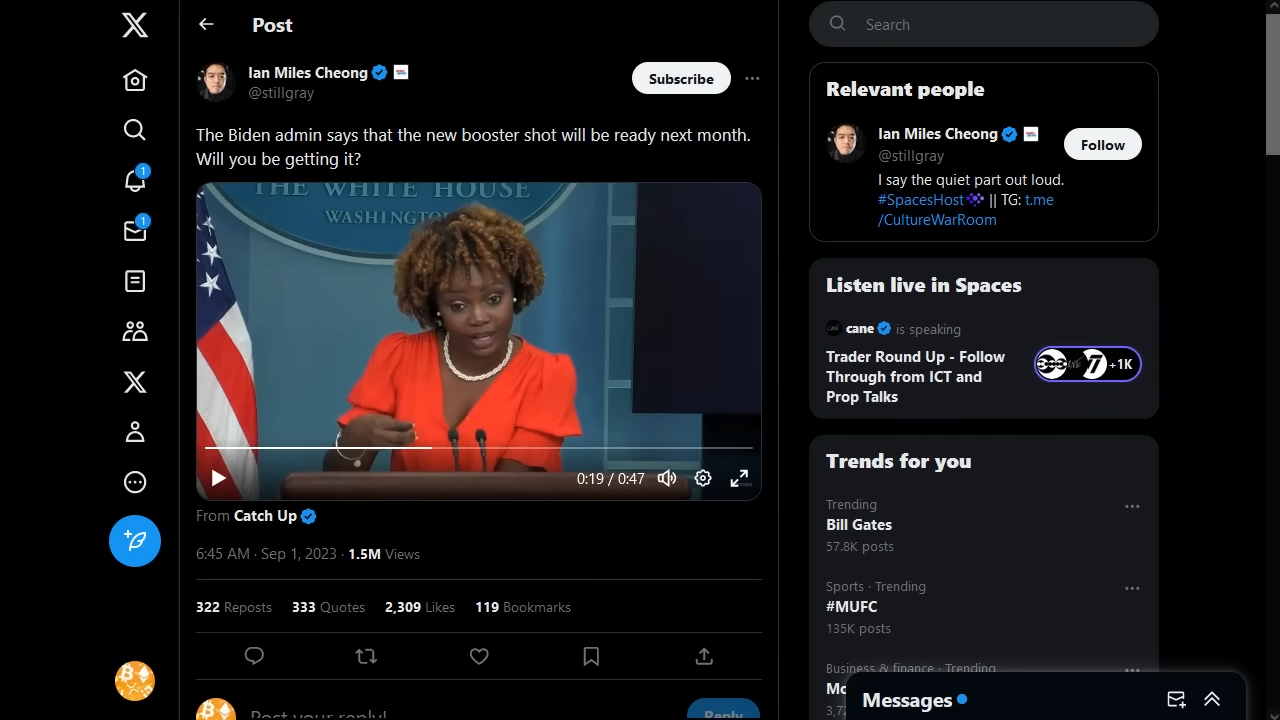 Post
Search
Ian Miles Cheong
@stillgray
Subscribe
The Biden admin says that the new booster shot will be ready next month.
Will you be getting it?
THE WHITE HOUSE
WASHINGTON
0:19 / 0:47
From Catch Up
6:45 AM · Sep 1, 2023 · 1.5M Views
322 Reposts 333 Quotes 2,309 Likes 119 Bookmarks
Post your reply!
Reply
1
1
Relevant people
Ian Miles Cheong
@stillgray
Follow
I say the quiet part out loud.
#SpacesHost || TG: t.me
/CultureWarRoom
Listen live in Spaces
cane is speaking
Trader Round Up - Follow
Through from ICT and
Prop Talks
+1K
Trends for you
Trending
Bill Gates
57.8K posts
Sports · Trending
#MUFC
135K posts
Business & finance · Trending
Messages